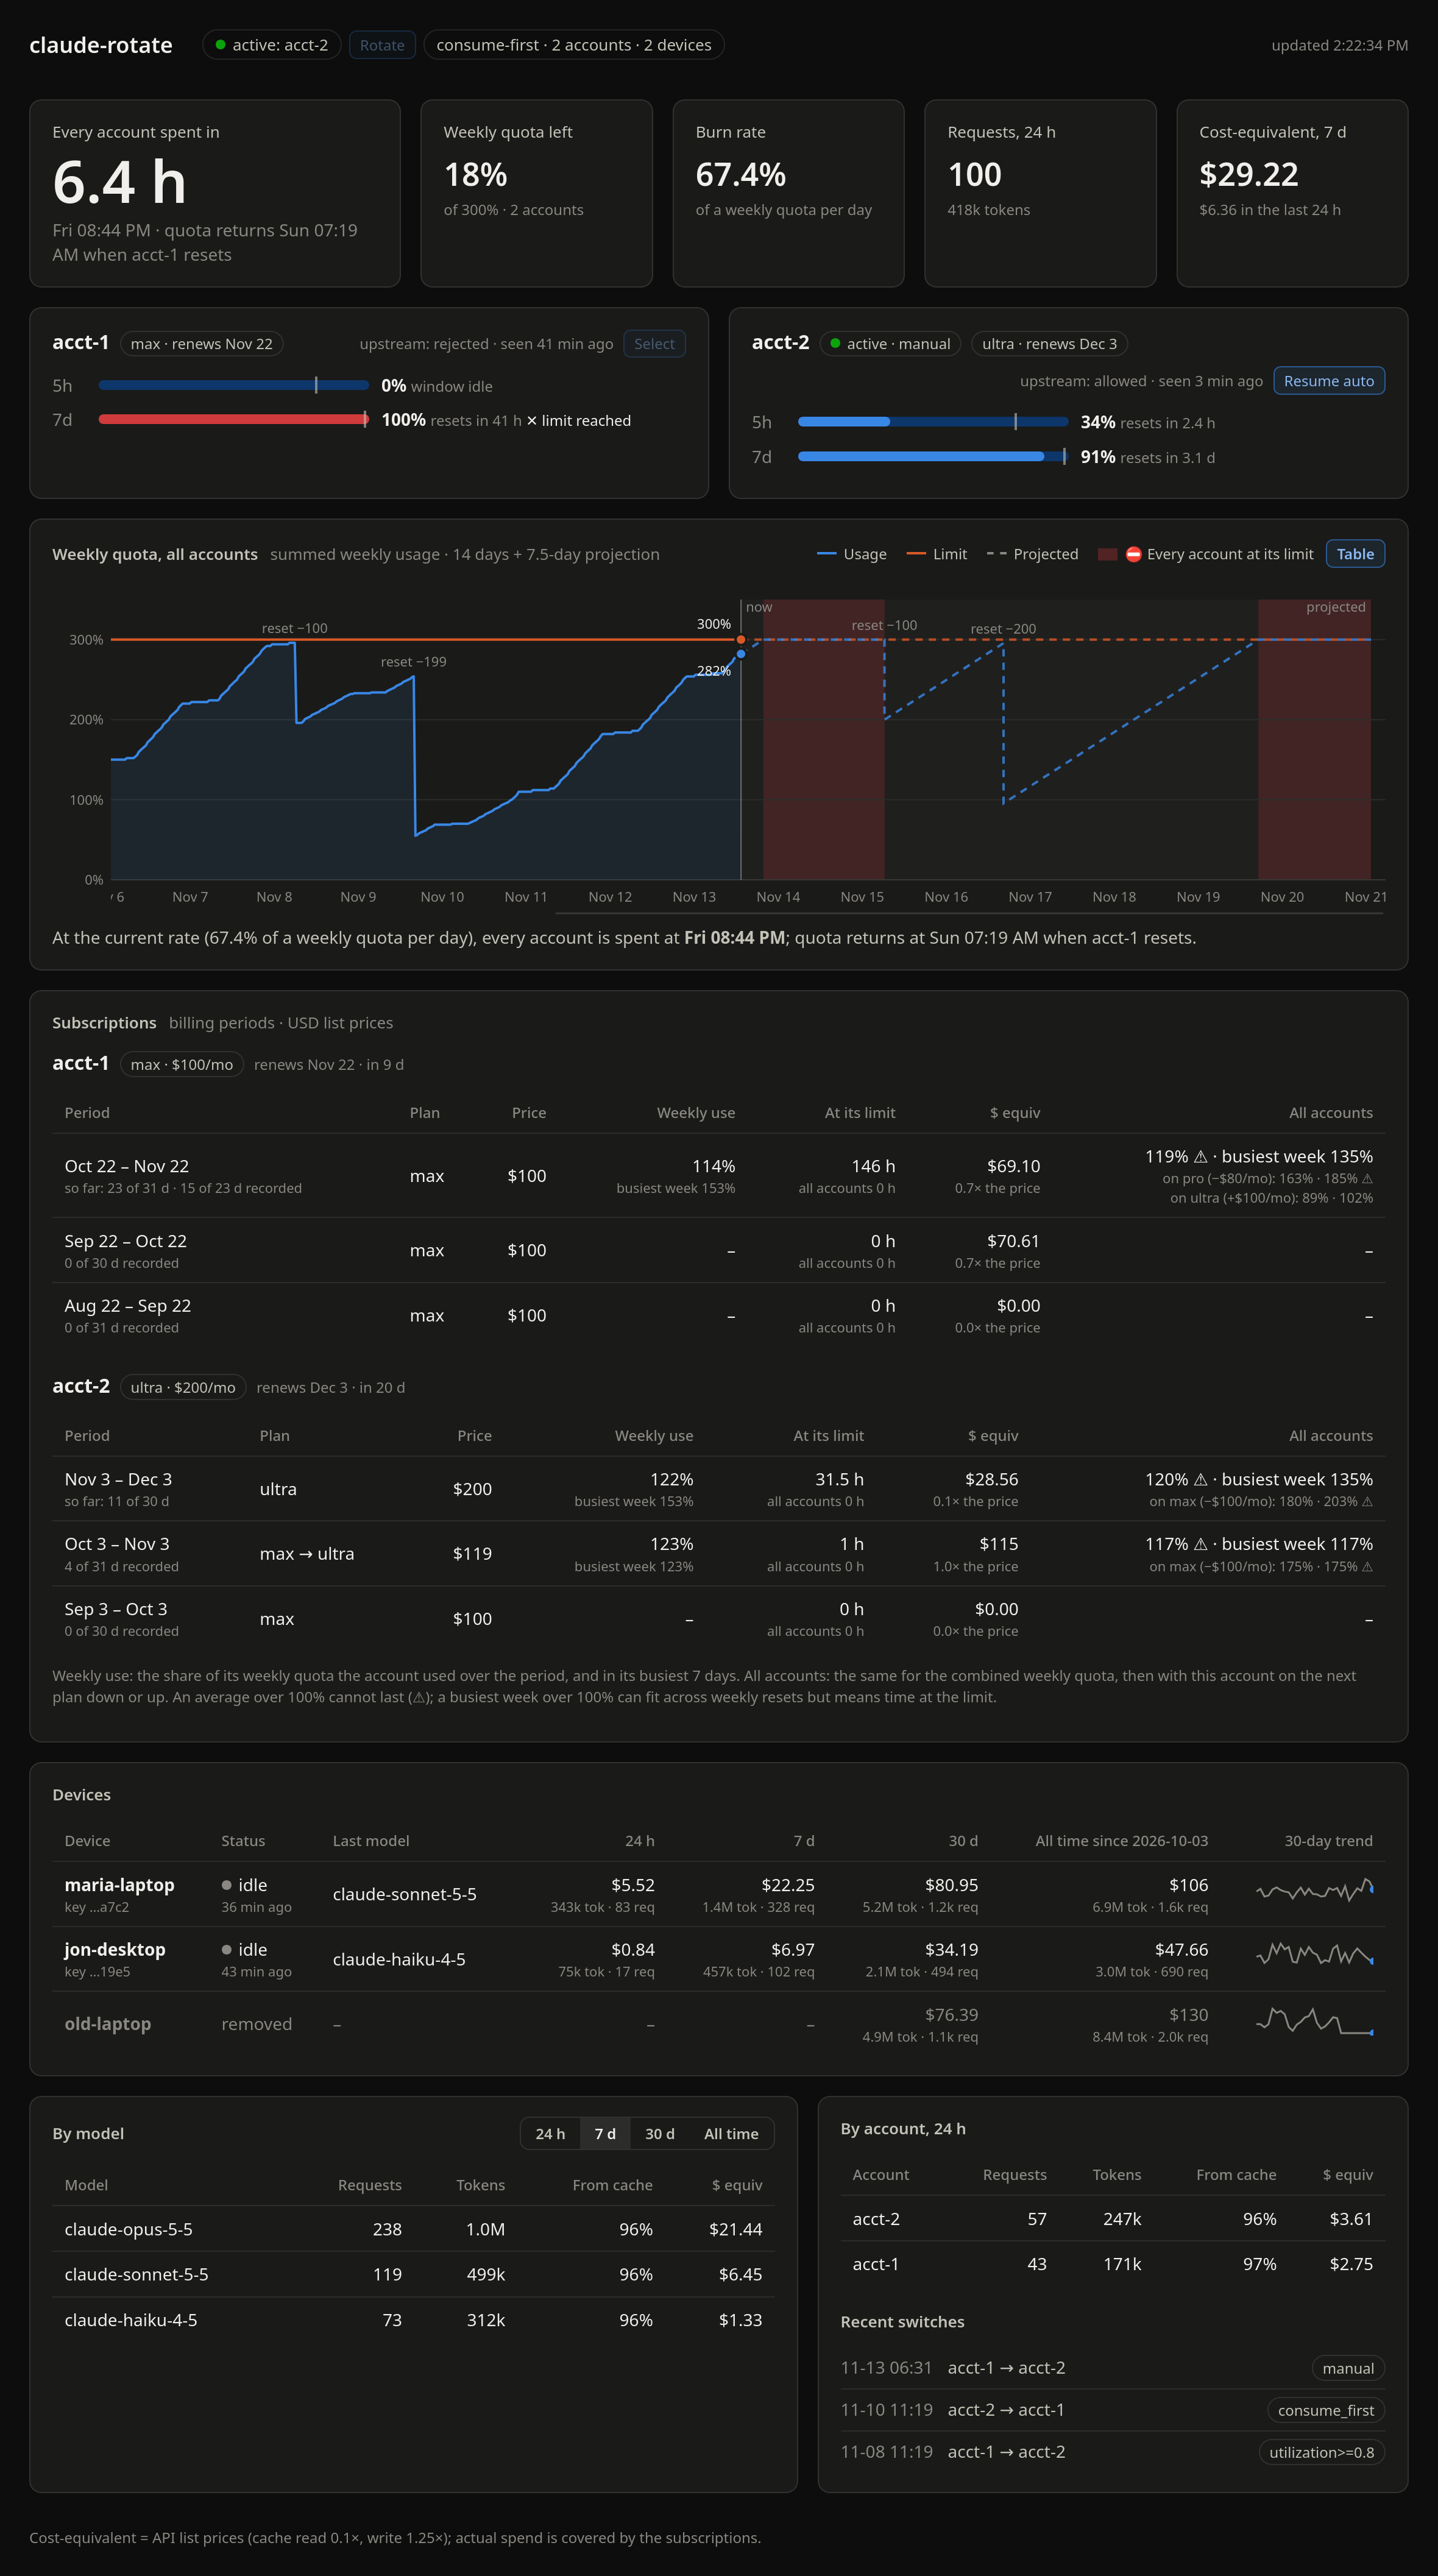 claude-rotate
active: acct-2
Rotate
consume-first · 2 accounts · 2 devices
updated 2:22:34 PM
Every account spent in
6.4 h
Fri 08:44 PM · quota returns Sun 07:19
AM when acct-1 resets
Weekly quota left
18%
of 300% · 2 accounts
Burn rate
67.4%
of a weekly quota per day
Requests, 24 h
100
418k tokens
Cost-equivalent, 7 d
$29.22
$6.36 in the last 24 h
acct-1 max · renews Nov 22 upstream: rejected · seen 41 min ago Select
5h 0% window idle
7d 100% resets in 41 h ✕ limit reached
acct-2 active · manual ultra · renews Dec 3
upstream: allowed · seen 3 min ago Resume auto
5h 34% resets in 2.4 h
7d 91% resets in 3.1 d
Weekly quota, all accounts summed weekly usage · 14 days + 7.5-day projection
Usage Limit Projected ⛔ Every account at its limit Table
now projected
300%
reset −100
reset −199
300%
282%
reset −100
reset −200
200%
100%
0%
6 Nov 7 Nov 8 Nov 9 Nov 10 Nov 11 Nov 12 Nov 13 Nov 14 Nov 15 Nov 16 Nov 17 Nov 18 Nov 19 Nov 20 Nov 21
At the current rate (67.4% of a weekly quota per day), every account is spent at Fri 08:44 PM; quota returns at Sun 07:19 AM when acct-1 resets.
Subscriptions billing periods · USD list prices
acct-1 max · $100/mo renews Nov 22 · in 9 d
Period Plan Price Weekly use At its limit $ equiv All accounts
Oct 22 – Nov 22 max $100 114% 146 h $69.10 119% ⚠ · busiest week 135%
so far: 23 of 31 d · 15 of 23 d recorded busiest week 153% all accounts 0 h 0.7× the price on pro (−$80/mo): 163% · 185% ⚠
on ultra (+$100/mo): 89% · 102%
Sep 22 – Oct 22 max $100 – 0 h $70.61 –
0 of 30 d recorded all accounts 0 h 0.7× the price
Aug 22 – Sep 22 max $100 – 0 h $0.00 –
0 of 31 d recorded all accounts 0 h 0.0× the price
acct-2 ultra · $200/mo renews Dec 3 · in 20 d
Period Plan Price Weekly use At its limit $ equiv All accounts
Nov 3 – Dec 3 ultra $200 122% 31.5 h $28.56 120% ⚠ · busiest week 135%
so far: 11 of 30 d busiest week 153% all accounts 0 h 0.1× the price on max (−$100/mo): 180% · 203% ⚠
Oct 3 – Nov 3 max → ultra $119 123% 1 h $115 117% ⚠ · busiest week 117%
4 of 31 d recorded busiest week 123% all accounts 0 h 1.0× the price on max (−$100/mo): 175% · 175% ⚠
Sep 3 – Oct 3 max $100 – 0 h $0.00 –
0 of 30 d recorded all accounts 0 h 0.0× the price
Weekly use: the share of its weekly quota the account used over the period, and in its busiest 7 days. All accounts: the same for the combined weekly quota, then with this account on the next
plan down or up. An average over 100% cannot last (⚠); a busiest week over 100% can fit across weekly resets but means time at the limit.
Devices
Device Status Last model 24 h 7 d 30 d All time since 2026-10-03 30-day trend
maria-laptop idle claude-sonnet-5-5 $5.52 $22.25 $80.95 $106
key …a7c2 36 min ago 343k tok · 83 req 1.4M tok · 328 req 5.2M tok · 1.2k req 6.9M tok · 1.6k req
jon-desktop idle claude-haiku-4-5 $0.84 $6.97 $34.19 $47.66
key …19e5 43 min ago 75k tok · 17 req 457k tok · 102 req 2.1M tok · 494 req 3.0M tok · 690 req
old-laptop removed – – – $76.39 $130
4.9M tok · 1.1k req 8.4M tok · 2.0k req
By model 24 h 7 d 30 d All time
Model Requests Tokens From cache $ equiv
claude-opus-5-5 238 1.0M 96% $21.44
claude-sonnet-5-5 119 499k 96% $6.45
claude-haiku-4-5 73 312k 96% $1.33
By account, 24 h
Account Requests Tokens From cache $ equiv
acct-2 57 247k 96% $3.61
acct-1 43 171k 97% $2.75
Recent switches
11-13 06:31 acct-1 → acct-2 manual
11-10 11:19 acct-2 → acct-1 consume_first
11-08 11:19 acct-1 → acct-2 utilization>=0.8
Cost-equivalent = API list prices (cache read 0.1×, write 1.25×); actual spend is covered by the subscriptions.